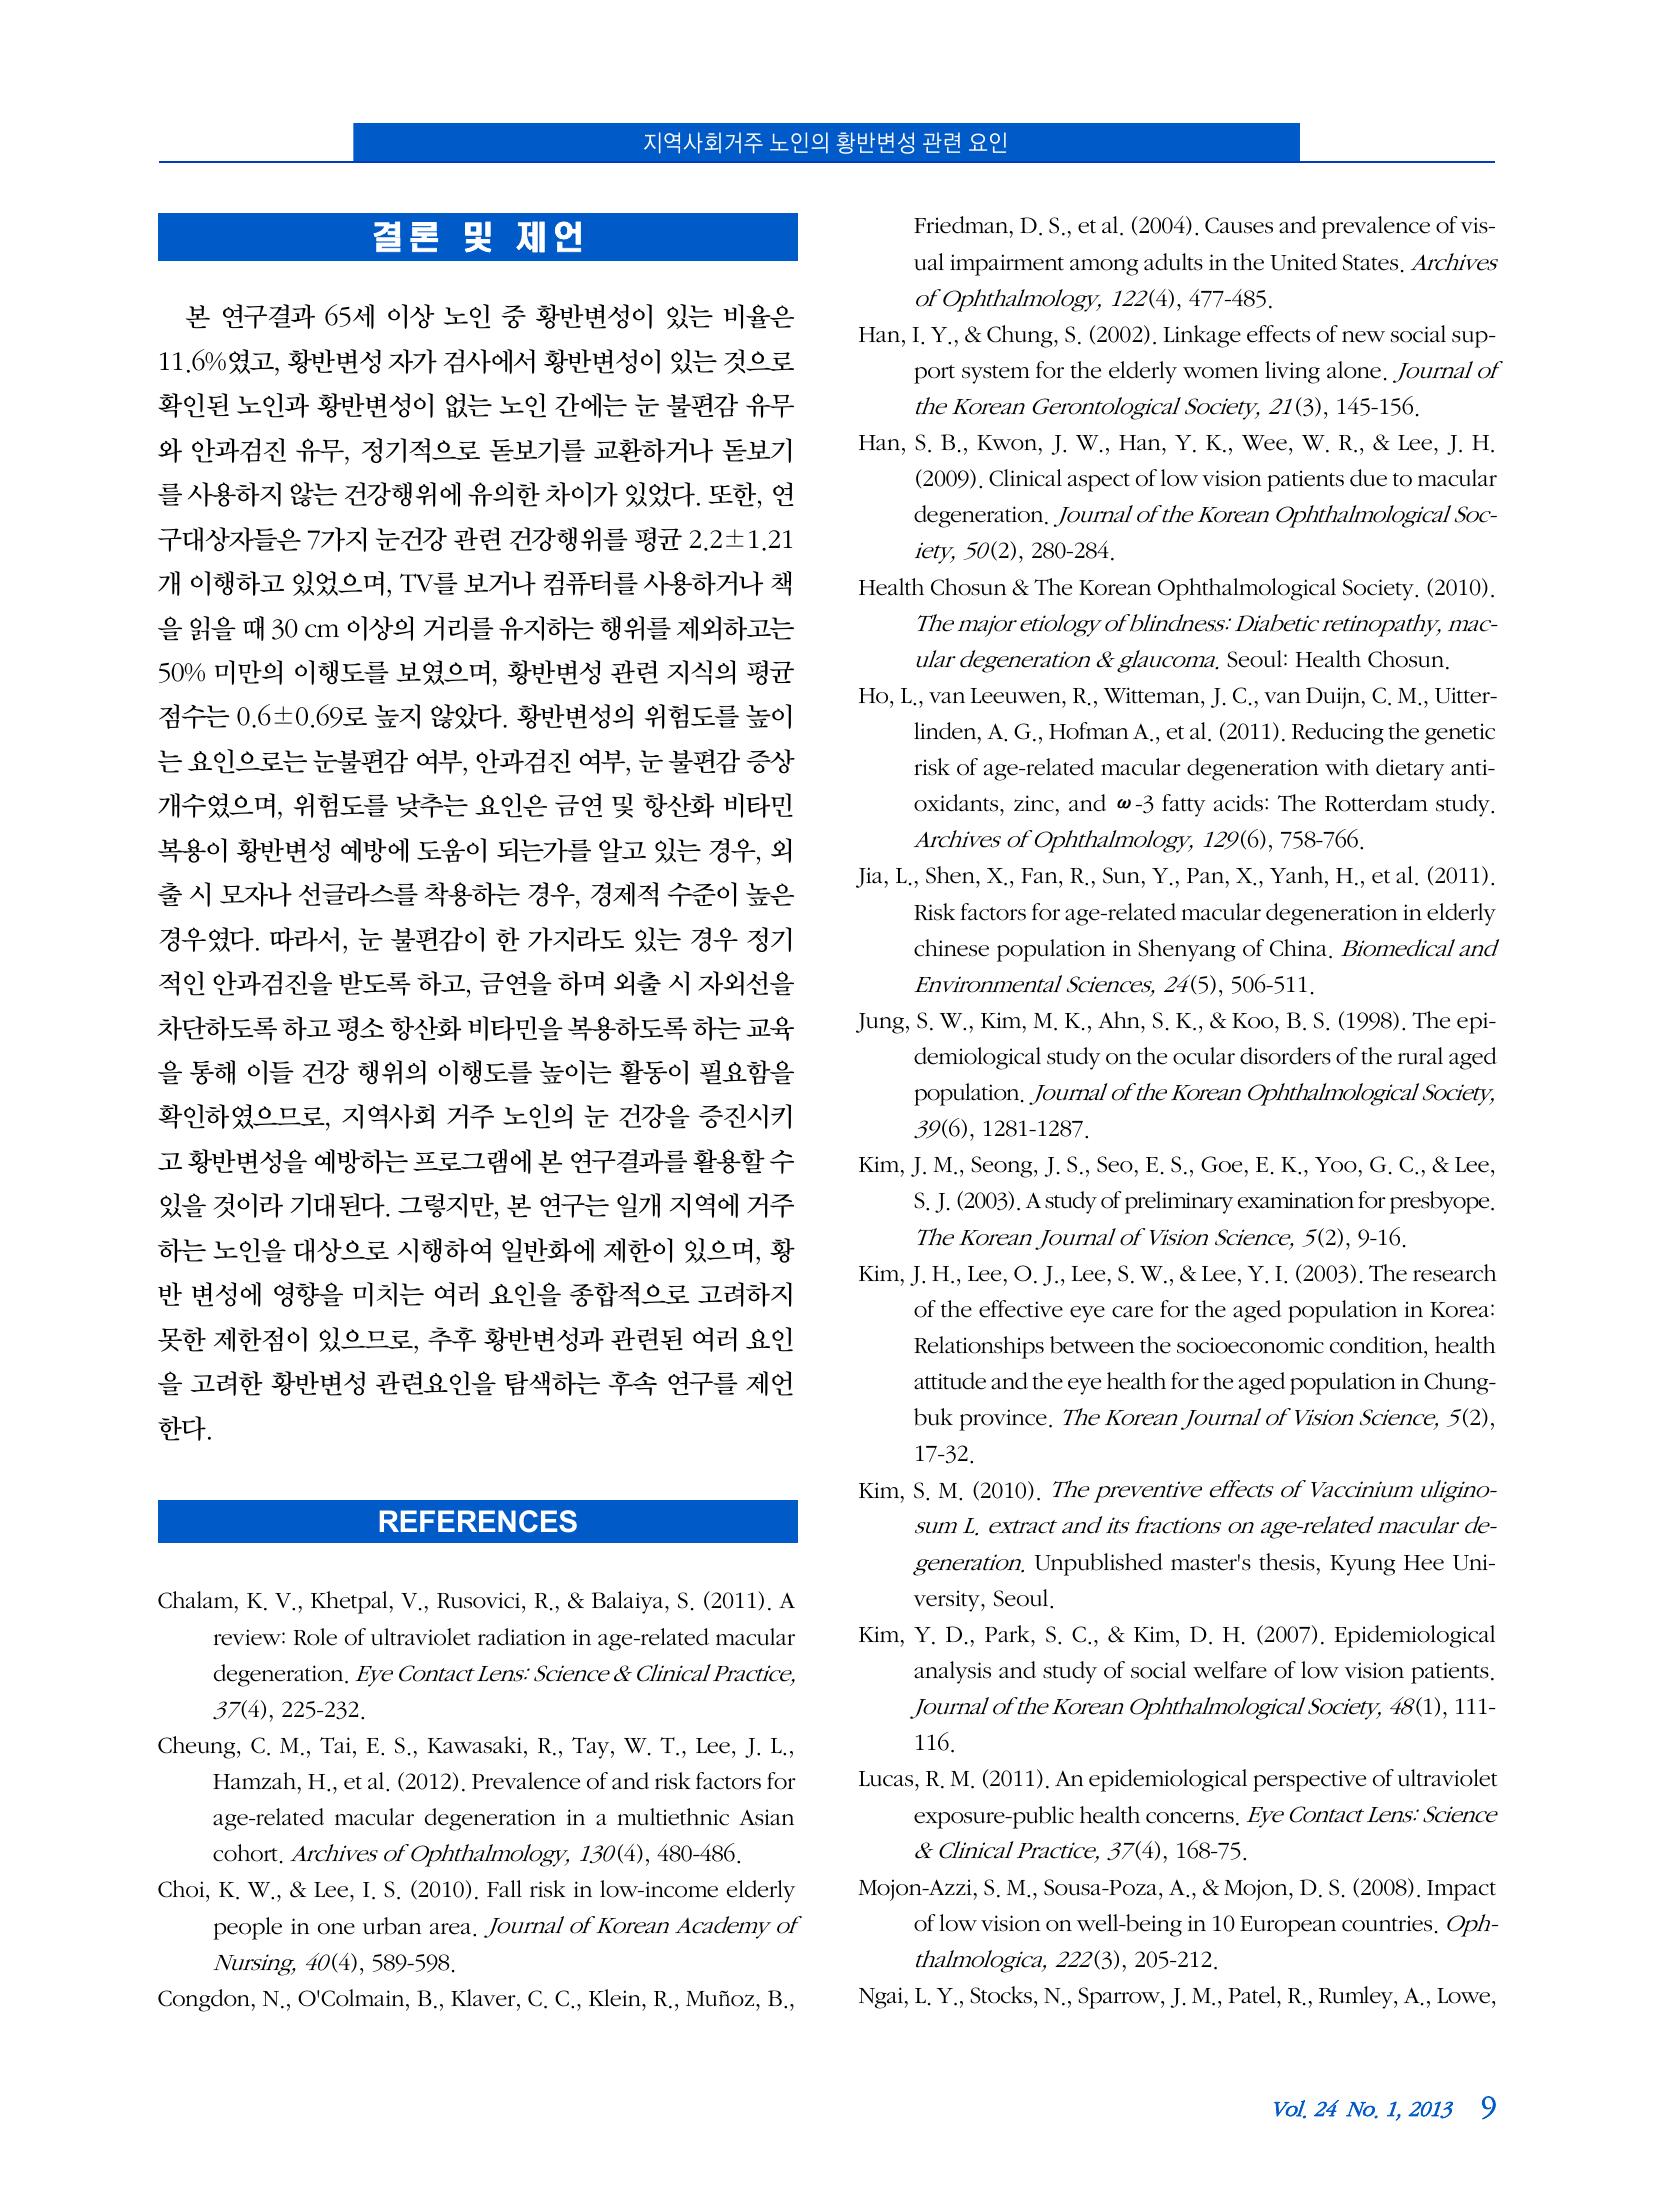 지역사회거주 노인의 황반변성 관련 요인
결론 및 제언
본 연구결과 65세 이상 노인 중 황반변성이 있는 비율은
11.6%였고, 황반변성 자가 검사에서 황반변성이 있는 것으로
확인된 노인과 황반변성이 없는 노인 간에는 눈 불편감 유무
와 안과검진 유무, 정기적으로 돋보기를 교환하거나 돋보기
를 사용하지 않는 건강행위에 유의한 차이가 있었다. 또한, 연
구대상자들은 7가지 눈건강 관련 건강행위를 평균 2.2±1.21
개 이행하고 있었으며, TV를 보거나 컴퓨터를 사용하거나 책
을 읽을 때 30 cm 이상의 거리를 유지하는 행위를 제외하고는
50% 미만의 이행도를 보였으며, 황반변성 관련 지식의 평균
점수는 0.6±0.69로 높지 않았다. 황반변성의 위험도를 높이
는 요인으로는 눈불편감 여부, 안과검진 여부, 눈 불편감 증상
개수였으며, 위험도를 낮추는 요인은 금연 및 항산화 비타민
복용이 황반변성 예방에 도움이 되는가를 알고 있는 경우, 외
출 시 모자나 선글라스를 착용하는 경우, 경제적 수준이 높은
경우였다. 따라서, 눈 불편감이 한 가지라도 있는 경우 정기
적인 안과검진을 받도록 하고, 금연을 하며 외출 시 자외선을
차단하도록 하고 평소 항산화 비타민을 복용하도록 하는 교육
을 통해 이들 건강 행위의 이행도를 높이는 활동이 필요함을
확인하였으므로, 지역사회 거주 노인의 눈 건강을 증진시키
고 황반변성을 예방하는 프로그램에 본 연구결과를 활용할 수
있을 것이라 기대된다. 그렇지만, 본 연구는 일개 지역에 거주
하는 노인을 대상으로 시행하여 일반화에 제한이 있으며, 황
반 변성에 영향을 미치는 여러 요인을 종합적으로 고려하지
못한 제한점이 있으므로, 추후 황반변성과 관련된 여러 요인
을 고려한 황반변성 관련요인을 탐색하는 후속 연구를 제언
한다.
REFERENCES
Chalam, K. V., Khetpal, V., Rusovici, R., & Balaiya, S. (2011). A
review: Role of ultraviolet radiation in age-related macular
degeneration. Eye Contact Lens: Science & Clinical Practice,
37(4), 225-232.
Cheung, C. M., Tai, E. S., Kawasaki, R., Tay, W. T., Lee, J. L.,
Hamzah, H., et al. (2012). Prevalence of and risk factors for
age-related macular degeneration in a multiethnic Asian
cohort. Archives of Ophthalmology, 130(4), 480-486.
Choi, K. W., & Lee, I. S. (2010). Fall risk in low-income elderly
people in one urban area. Journal of Korean Academy of
Nursing, 40(4), 589-598.
Congdon, N., O'Colmain, B., Klaver, C. C., Klein, R., Muñoz, B.,
Friedman, D. S., et al. (2004). Causes and prevalence of vis-
ual impairment among adults in the United States. Archives
of Ophthalmology, 122(4), 477-485.
Han, I. Y., & Chung, S. (2002). Linkage effects of new social sup-
port system for the elderly women living alone. Journal of
the Korean Gerontological Society, 21(3), 145-156.
Han, S. B., Kwon, J. W., Han, Y. K., Wee, W. R., & Lee, J. H.
(2009). Clinical aspect of low vision patients due to macular
degeneration. Journal of the Korean Ophthalmological Soc-
iety, 50(2), 280-284.
Health Chosun & The Korean Ophthalmological Society. (2010).
The major etiology of blindness: Diabetic retinopathy, mac-
ular degeneration & glaucoma. Seoul: Health Chosun.
Ho, L., van Leeuwen, R., Witteman, J. C., van Duijn, C. M., Uitter-
linden, A. G., Hofman A., et al. (2011). Reducing the genetic
risk of age-related macular degeneration with dietary anti-
oxidants, zinc, and ω-3 fatty acids: The Rotterdam study.
Archives of Ophthalmology, 129(6), 758-766.
Jia, L., Shen, X., Fan, R., Sun, Y., Pan, X., Yanh, H., et al. (2011).
Risk factors for age-related macular degeneration in elderly
chinese population in Shenyang of China. Biomedical and
Environmental Sciences, 24(5), 506-511.
Jung, S. W., Kim, M. K., Ahn, S. K., & Koo, B. S. (1998). The epi-
demiological study on the ocular disorders of the rural aged
population. Journal of the Korean Ophthalmological Society,
39(6), 1281-1287.
Kim, J. M., Seong, J. S., Seo, E. S., Goe, E. K., Yoo, G. C., & Lee,
S. J. (2003). A study of preliminary examination for presbyope.
The Korean Journal of Vision Science, 5(2), 9-16.
Kim, J. H., Lee, O. J., Lee, S. W., & Lee, Y. I. (2003). The research
of the effective eye care for the aged population in Korea:
Relationships between the socioeconomic condition, health
attitude and the eye health for the aged population in Chung-
buk province. The Korean Journal of Vision Science, 5(2),
17-32.
Kim, S. M. (2010). The preventive effects of Vaccinium uligino-
sum L. extract and its fractions on age-related macular de-
generation. Unpublished master's thesis, Kyung Hee Uni-
versity, Seoul.
Kim, Y. D., Park, S. C., & Kim, D. H. (2007). Epidemiological
analysis and study of social welfare of low vision patients.
Journal of the Korean Ophthalmological Society, 48(1), 111-
116.
Lucas, R. M. (2011). An epidemiological perspective of ultraviolet
exposure-public health concerns. Eye Contact Lens: Science
& Clinical Practice, 37(4), 168-75.
Mojon-Azzi, S. M., Sousa-Poza, A., & Mojon, D. S. (2008). Impact
of low vision on well-being in 10 European countries. Oph-
thalmologica, 222(3), 205-212.
Ngai, L. Y., Stocks, N., Sparrow, J. M., Patel, R., Rumley, A., Lowe,
Vol. 24 No. 1, 2013 9